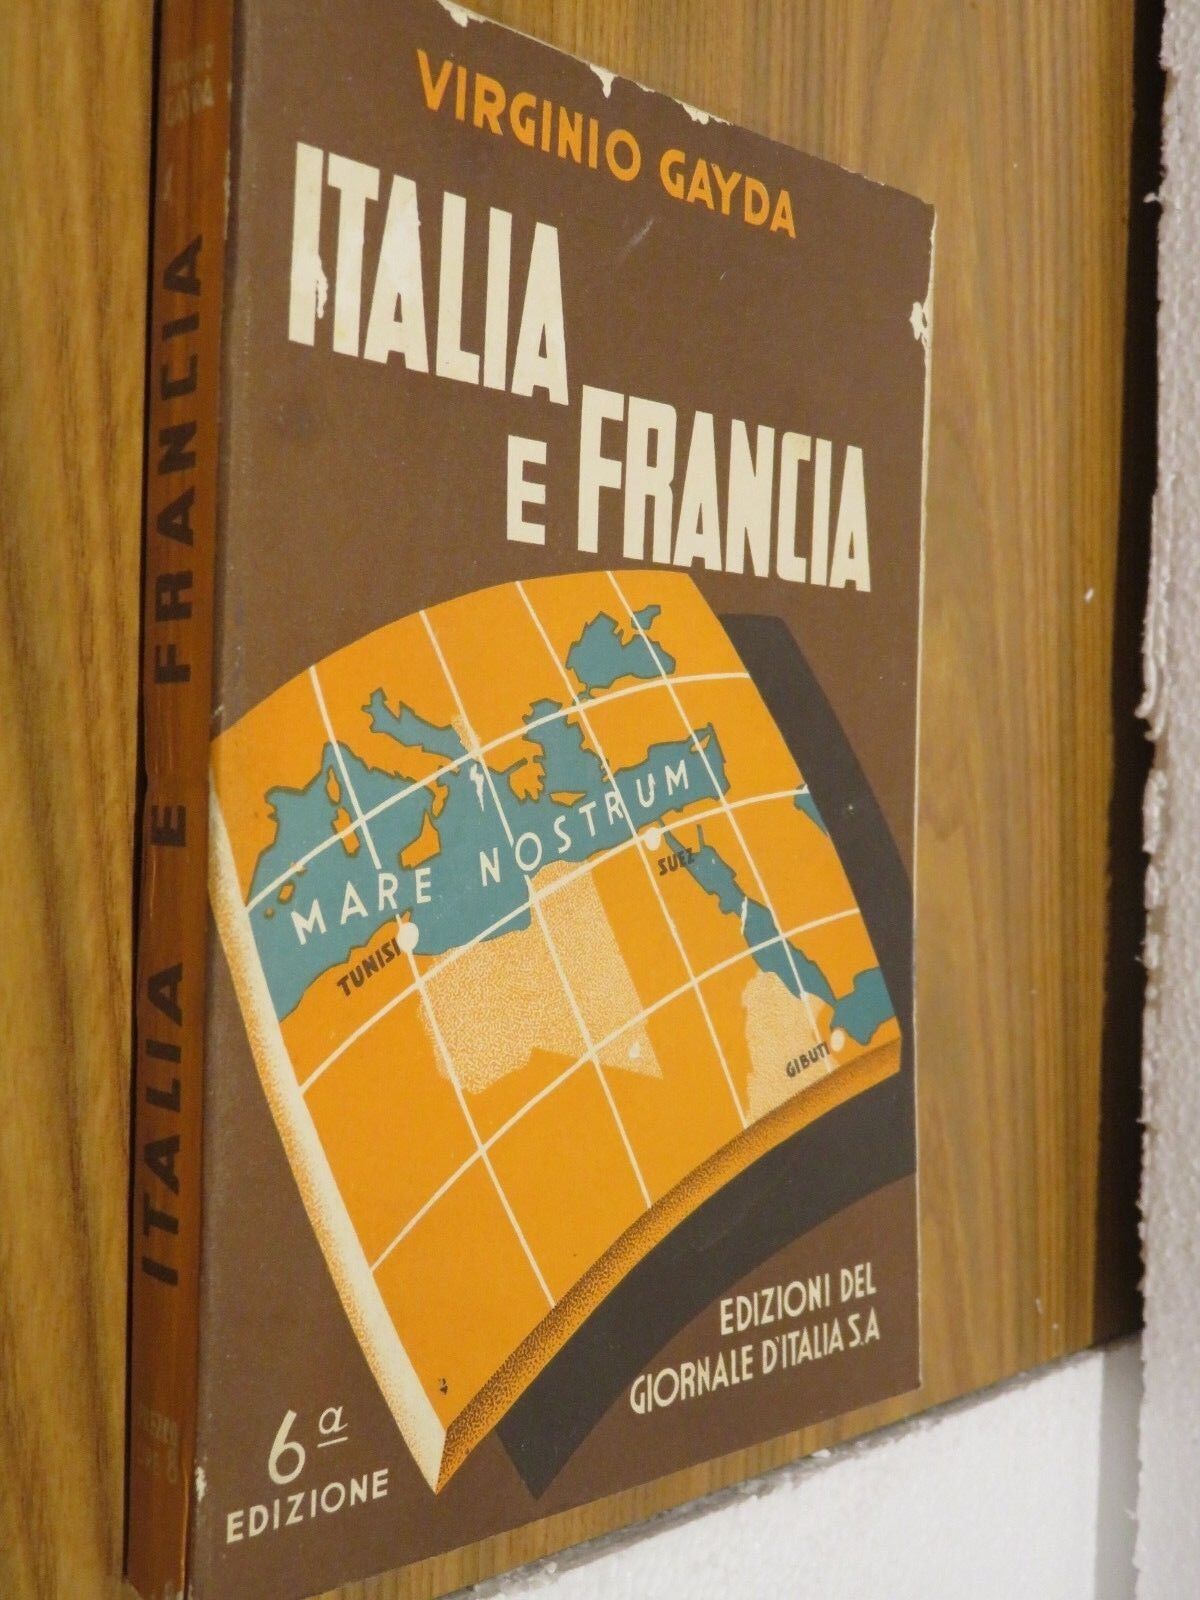 VIRGINIO GAYDA
ITALIA
E FRANCIA
MARE NOSTRUM
SUEZ
TUNISI
GIBUTI
EDIZIONI DEL
GIORNALE D'ITALIA S.A
6ª
EDIZIONE
ITALIA E FRANCIA